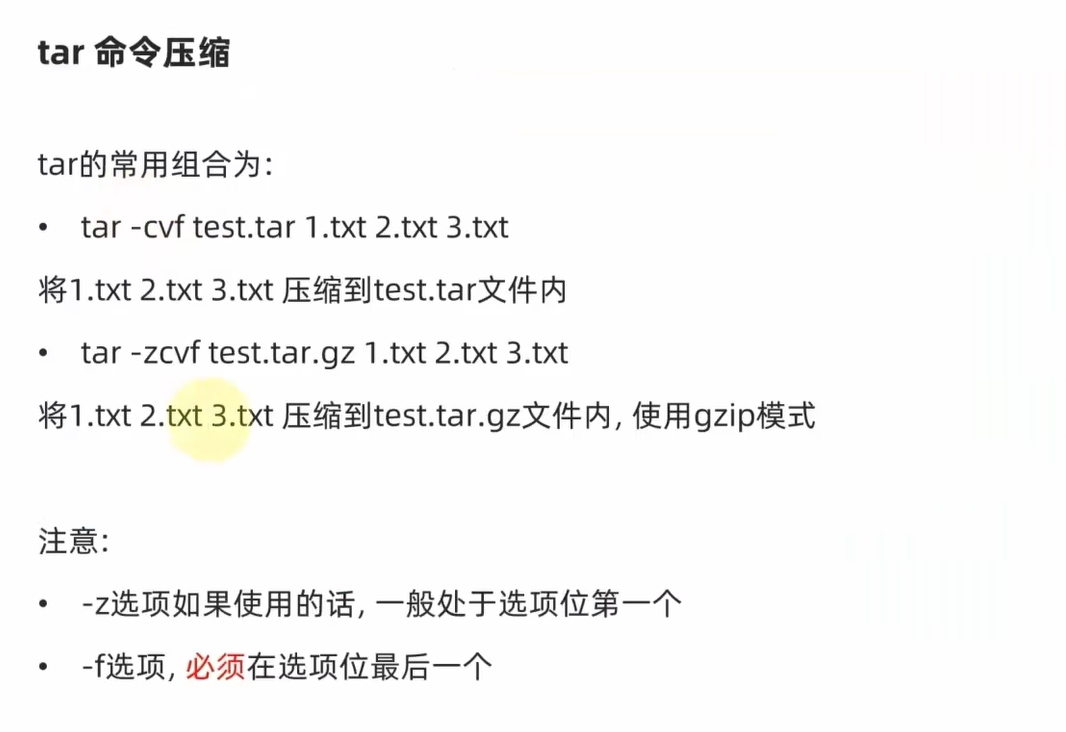 tar 命令压缩
tar的常用组合为:
• tar -cvf test.tar 1.txt 2.txt 3.txt
将1.txt 2.txt 3.txt 压缩到test.tar文件内
• tar -zcvf test.tar.gz 1.txt 2.txt 3.txt
将1.txt 2.txt 3.txt 压缩到test.tar.gz文件内, 使用gzip模式
注意:
• -z选项如果使用的话, 一般处于选项位第一个
• -f选项, 必须在选项位最后一个